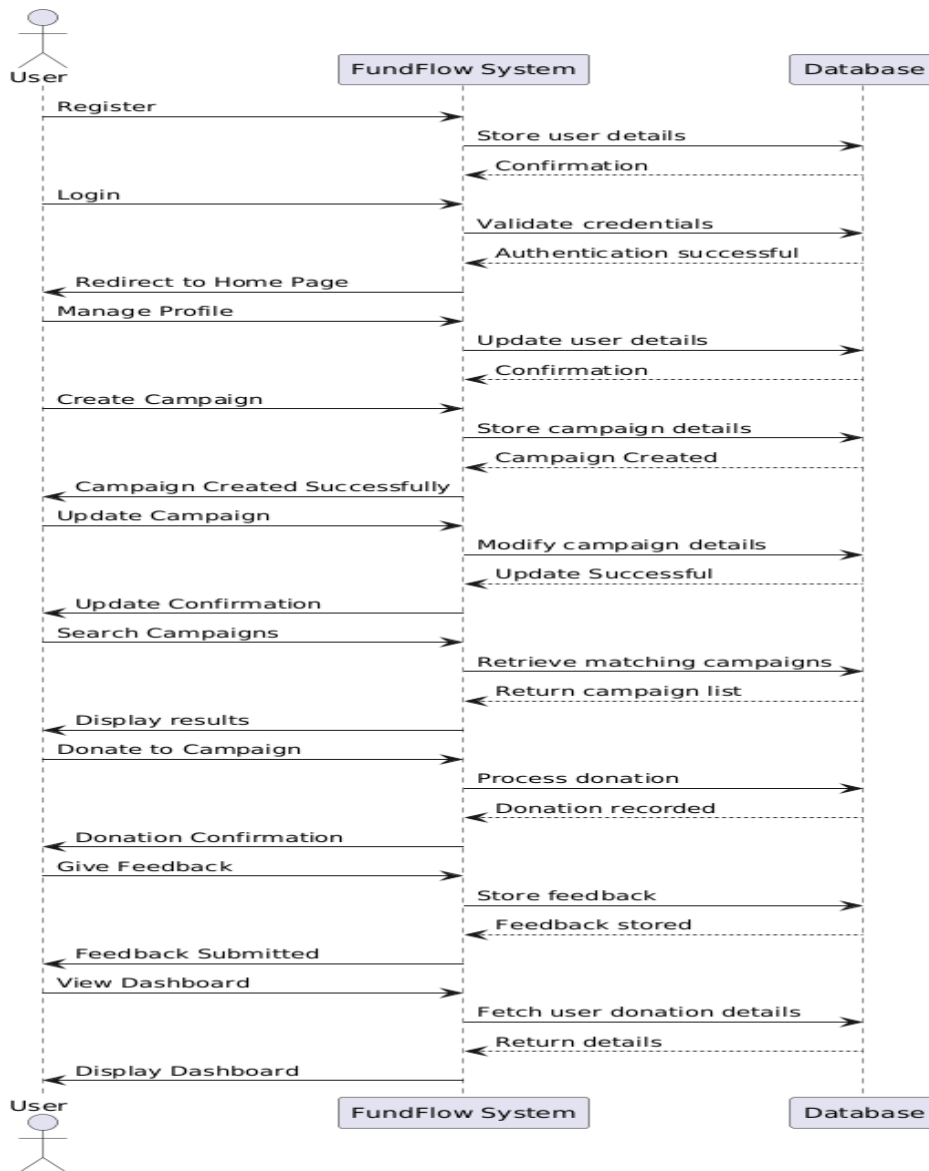 User
FundFlow System
Database
Register
Store user details
Confirmation
Login
Validate credentials
Authentication successful
Redirect to Home Page
Manage Profile
Update user details
Confirmation
Create Campaign
Store campaign details
Campaign Created
Campaign Created Successfully
Update Campaign
Modify campaign details
Update Successful
Update Confirmation
Search Campaigns
Retrieve matching campaigns
Return campaign list
Display results
Donate to Campaign
Process donation
Donation recorded
Donation Confirmation
Give Feedback
Store feedback
Feedback stored
Feedback Submitted
View Dashboard
Fetch user donation details
Return details
Display Dashboard
User
FundFlow System
Database